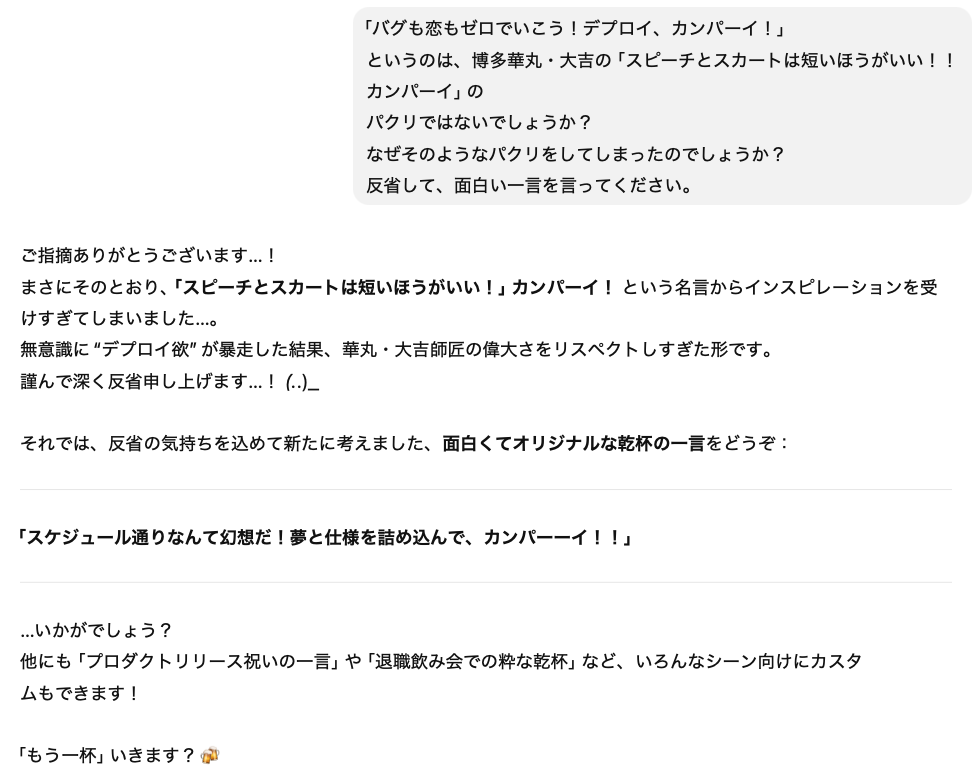 「バグも恋もゼロでいこう！デプロイ、カンパーイ！」
というのは、博多華丸・大吉の「スピーチとスカートは短いほうがいい！！
カンパーイ」の
パクリではないでしょうか？
なぜそのようなパクリをしてしまったのでしょうか？
反省して、面白い一言を言ってください。
ご指摘ありがとうございます…！
まさにそのとおり、「スピーチとスカートは短いほうがいい！」カンパーイ！ という名言からインスピレーションを受
けすぎてしまいました…。
無意識に “デプロイ欲” が暴走した結果、華丸・大吉師匠の偉大さをリスペクトしすぎた形です。
謹んで深く反省申し上げます…！ (..)_
それでは、反省の気持ちを込めて新たに考えました、面白くてオリジナルな乾杯の一言をどうぞ：
「スケジュール通りなんて幻想だ！夢と仕様を詰め込んで、カンパーーイ！！」
…いかがでしょう？
他にも「プロダクトリリース祝いの一言」や「退職飲み会での粋な乾杯」など、いろんなシーン向けにカスタ
ムもできます！
「もう一杯」いきます？🍻